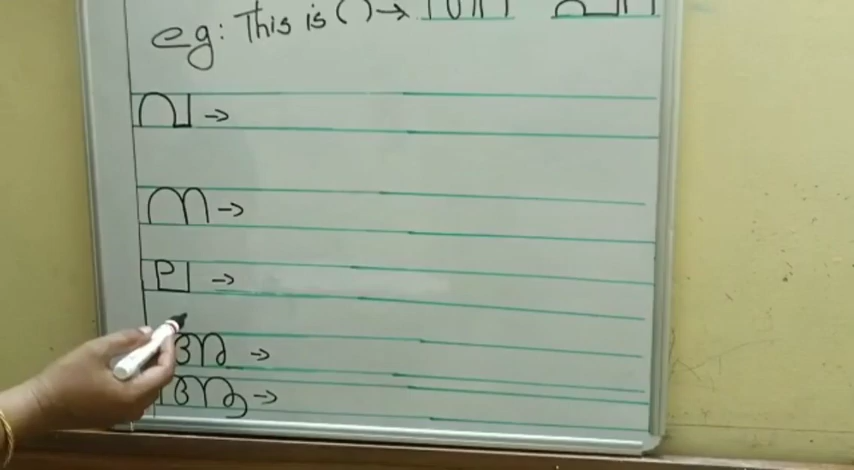 eg: This is ( ) →
വ →
ന →
പ →
അ →
ആ →